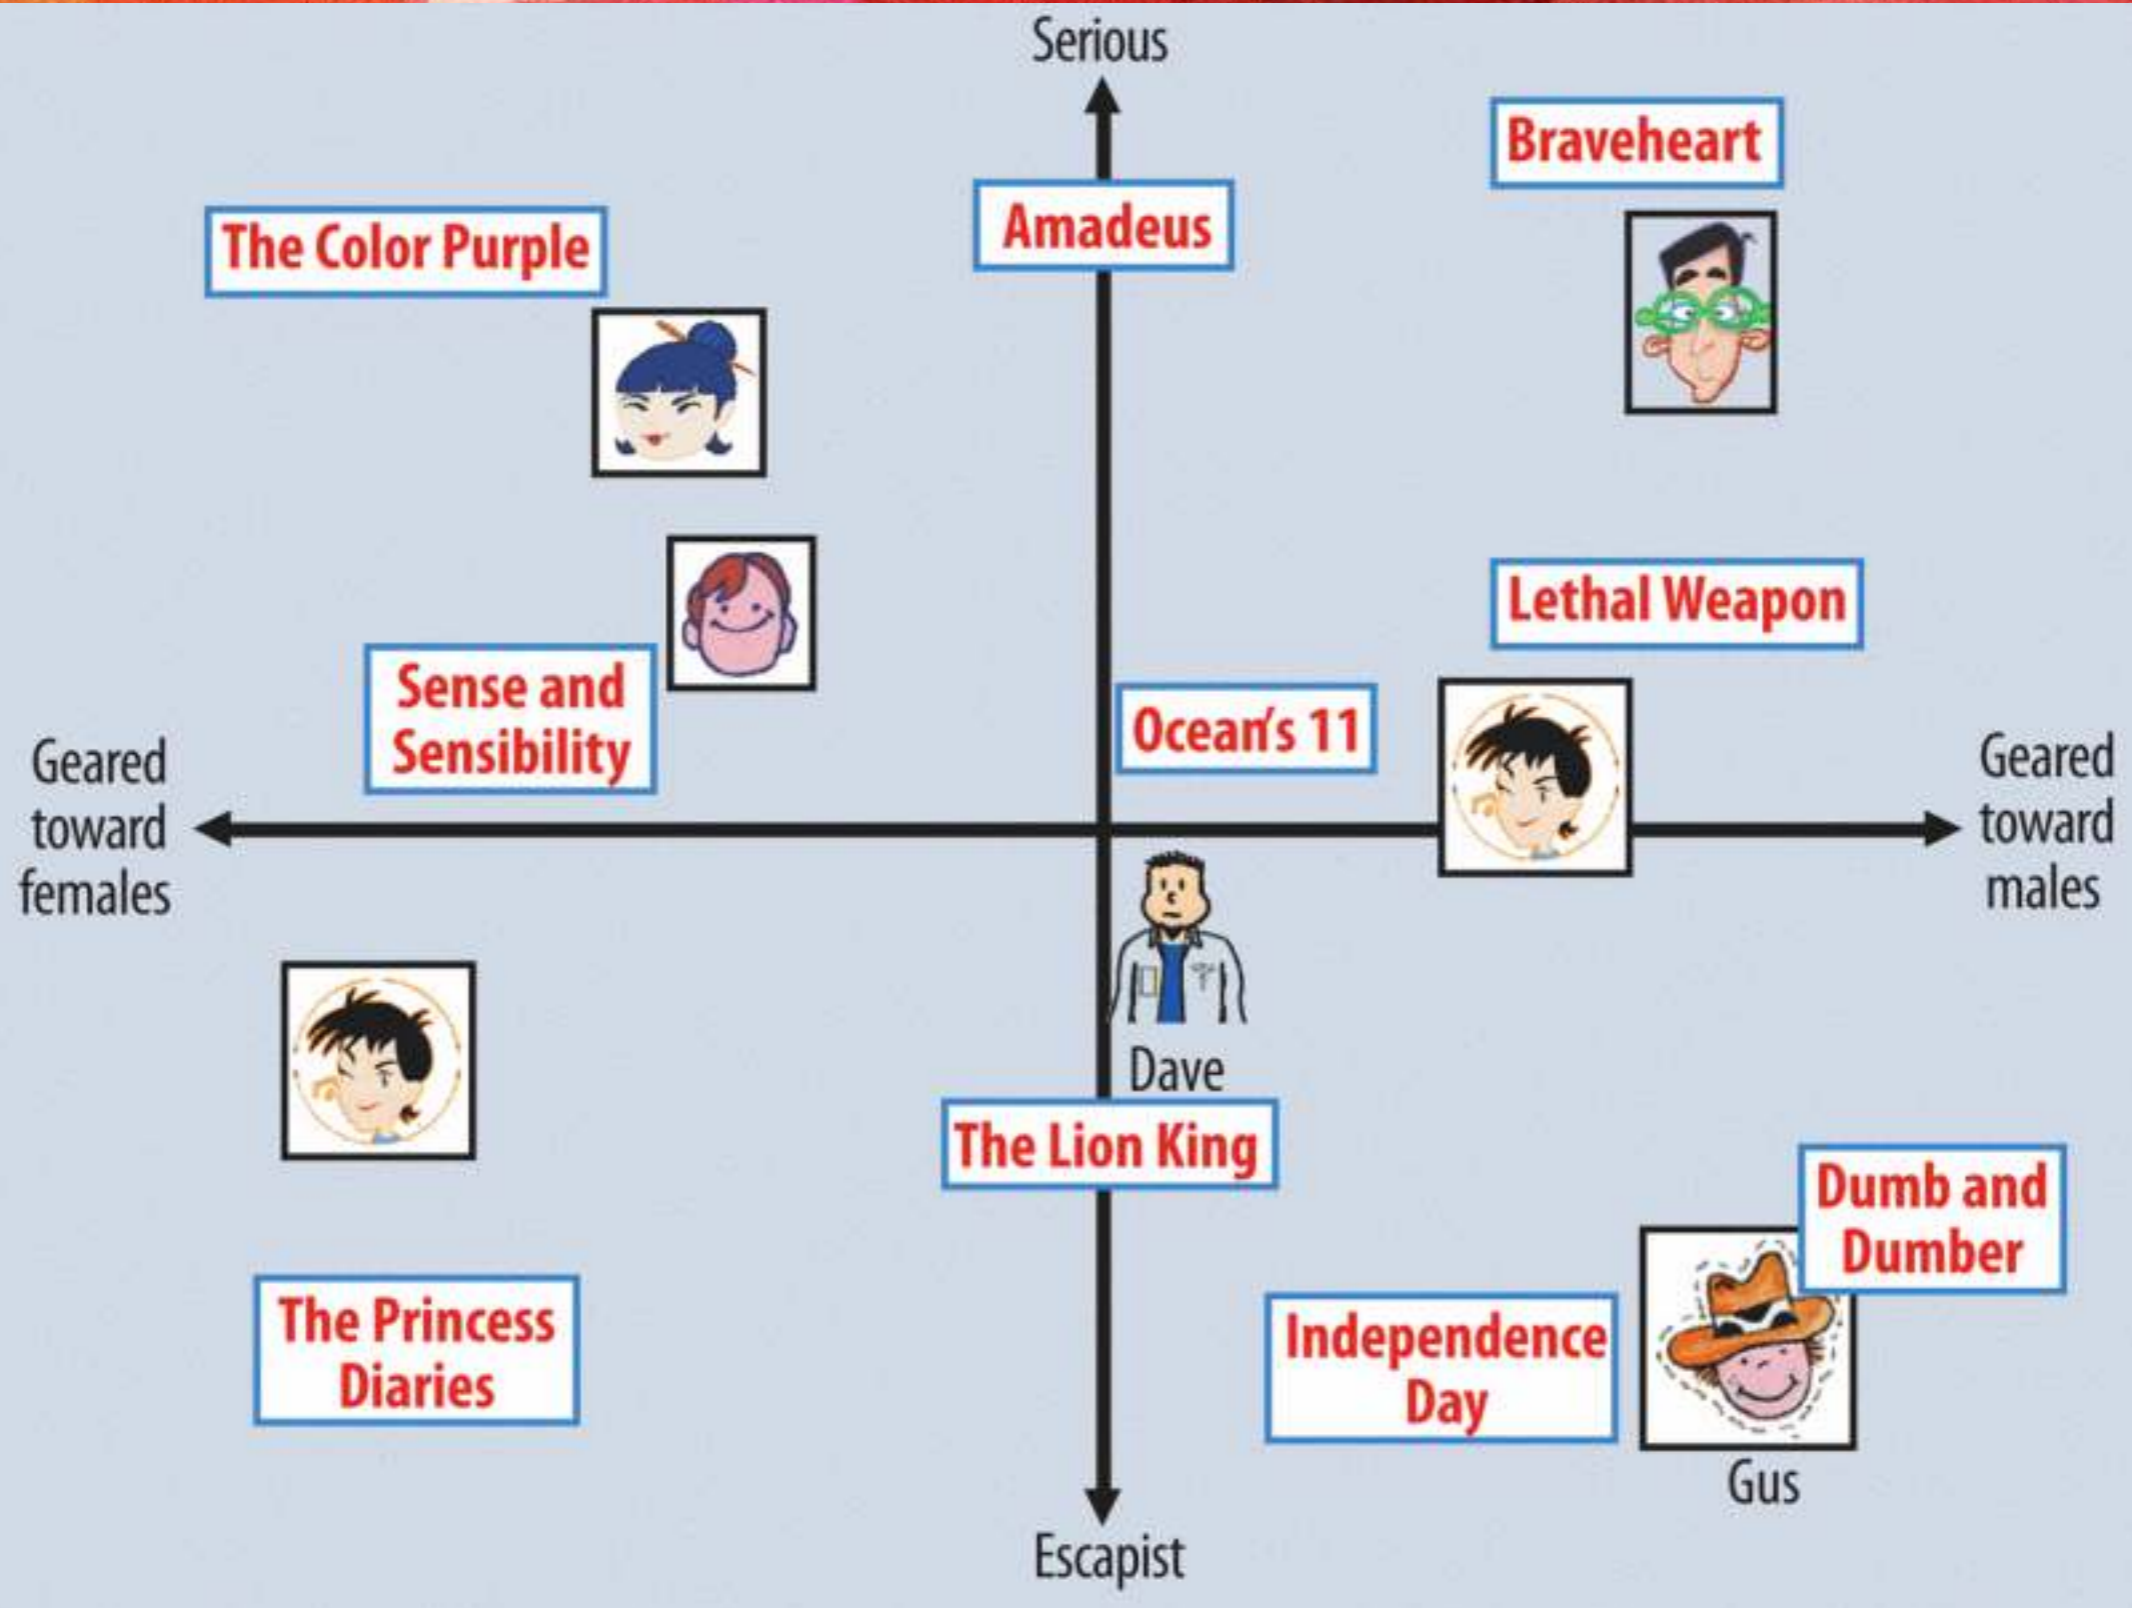 Serious
Braveheart
Amadeus
The Color Purple
Lethal Weapon
Sense and
Sensibility
Ocean's 11
Geared
toward
females
Geared
toward
males
Dave
The Lion King
Dumb and
Dumber
The Princess
Diaries
Independence
Day
Gus
Escapist